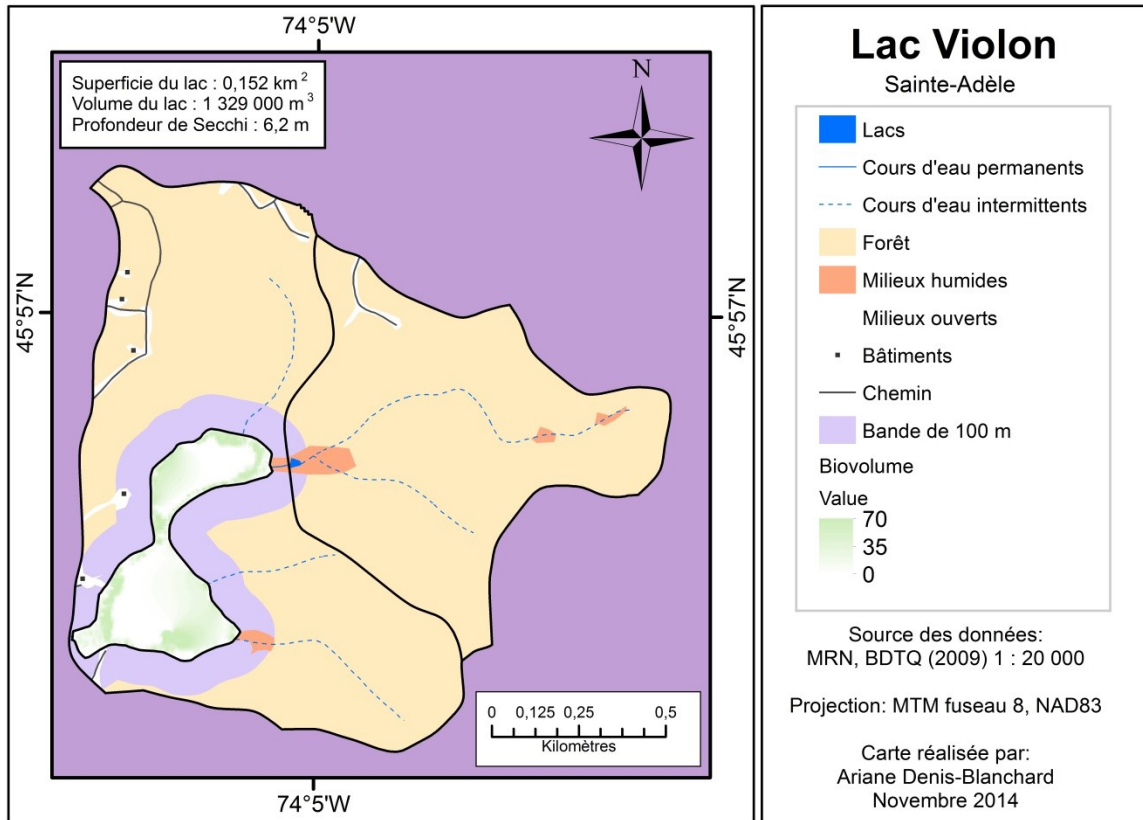 74°5'W
Superficie du lac : 0,152 km²
Volume du lac : 1 329 000 m³
Profondeur de Secchi : 6,2 m
N
45°57'N
45°57'N
0 0,125 0,25 0,5
Kilomètres
74°5'W
Lac Violon
Sainte-Adèle
Lacs
Cours d'eau permanents
Cours d'eau intermittents
Forêt
Milieux humides
Milieux ouverts
Bâtiments
Chemin
Bande de 100 m
Biovolume
Value
70
35
0
Source des données:
MRN, BDTQ (2009) 1 : 20 000
Projection: MTM fuseau 8, NAD83
Carte réalisée par:
Ariane Denis-Blanchard
Novembre 2014